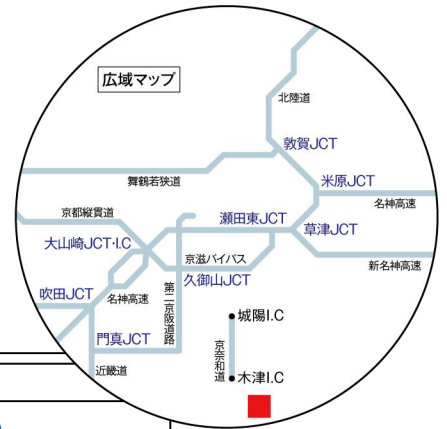 広域マップ
北陸道
敦賀JCT
舞鶴若狭道
米原JCT
名神高速
京都縦貫道
瀬田東JCT
草津JCT
大山崎JCT・I.C
京滋バイパス
新名神高速
久御山JCT
吹田JCT
名神高速
第二京阪道路
城陽I.C
門真JCT
京奈和道
近畿道
木津I.C